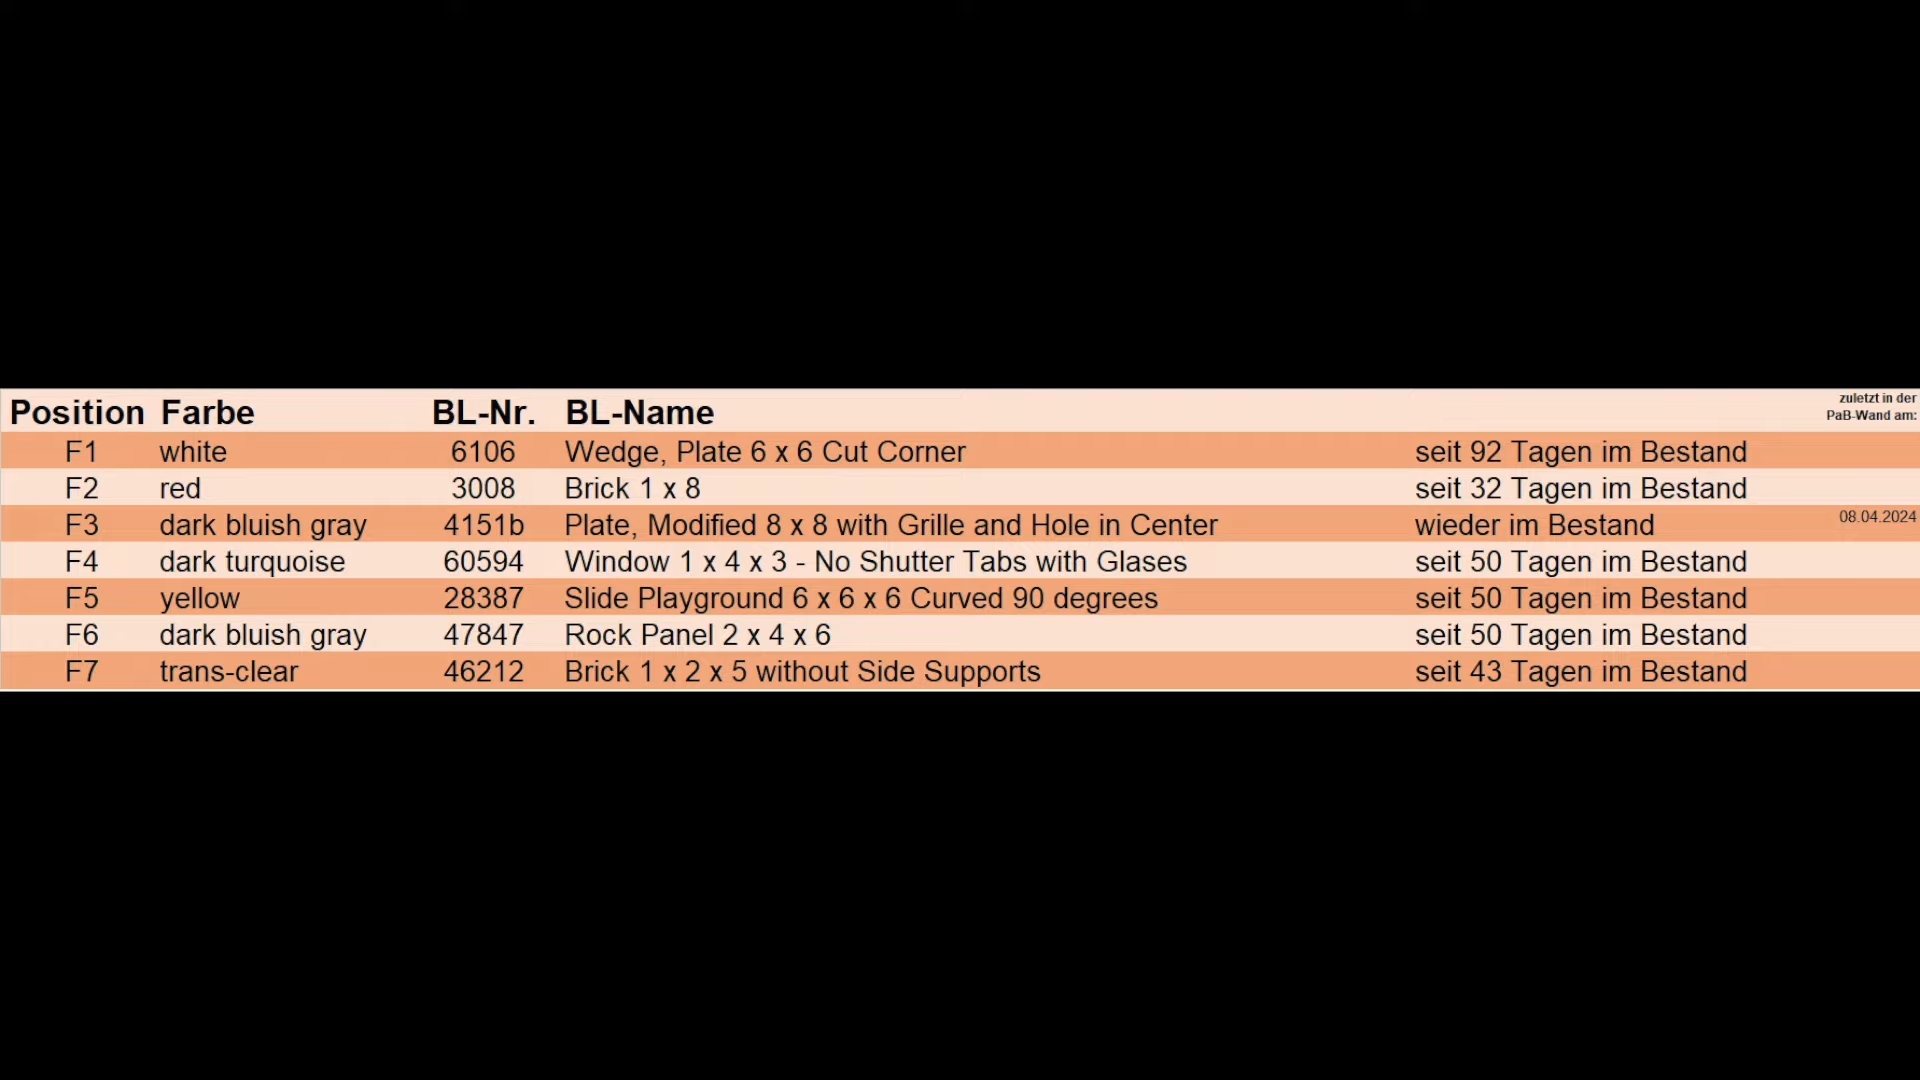 Position Farbe BL-Nr. BL-Name zuletzt in der PaB-Wand am:
F1 white 6106 Wedge, Plate 6 x 6 Cut Corner seit 92 Tagen im Bestand
F2 red 3008 Brick 1 x 8 seit 32 Tagen im Bestand
F3 dark bluish gray 4151b Plate, Modified 8 x 8 with Grille and Hole in Center wieder im Bestand 08.04.2024
F4 dark turquoise 60594 Window 1 x 4 x 3 - No Shutter Tabs with Glases seit 50 Tagen im Bestand
F5 yellow 28387 Slide Playground 6 x 6 x 6 Curved 90 degrees seit 50 Tagen im Bestand
F6 dark bluish gray 47847 Rock Panel 2 x 4 x 6 seit 50 Tagen im Bestand
F7 trans-clear 46212 Brick 1 x 2 x 5 without Side Supports seit 43 Tagen im Bestand